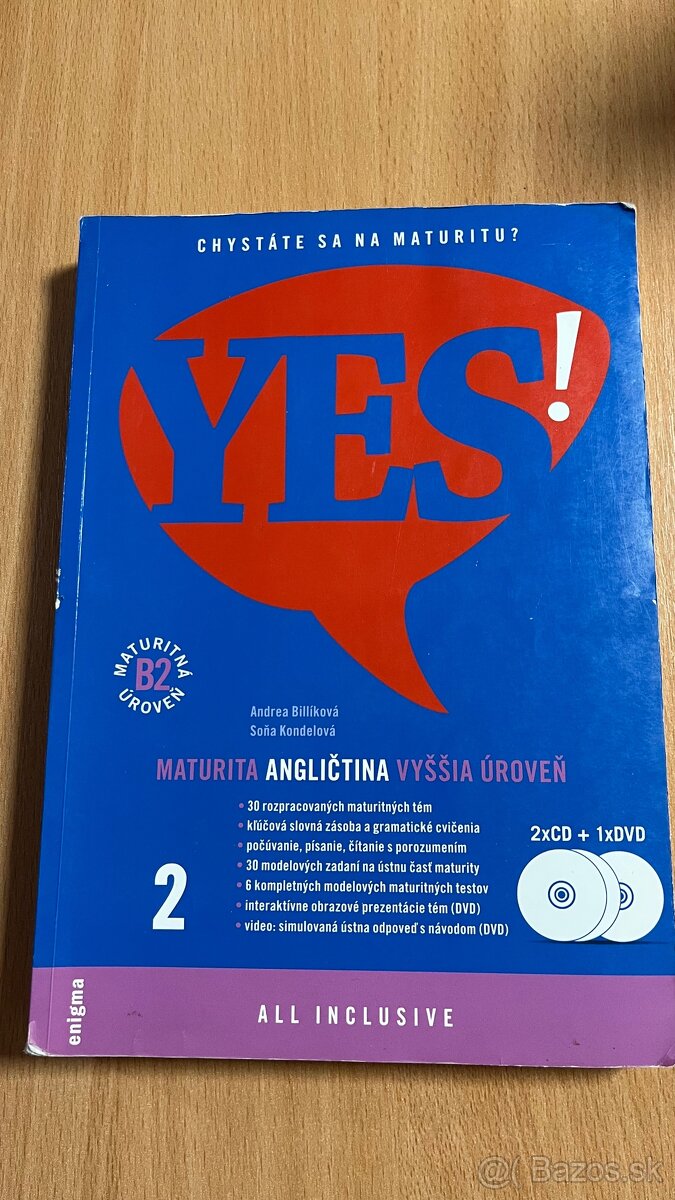 CHYSTÁTE SA NA MATURITU?
YES!
MATURITNÁ
B2
ÚROVEŇ
Andrea Billíková
Soňa Kondelová
MATURITA ANGLIČTINA VYŠŠIA ÚROVEŇ
• 30 rozpracovaných maturitných tém
• kľúčová slovná zásoba a gramatické cvičenia
• počúvanie, písanie, čítanie s porozumením
• 30 modelových zadaní na ústnu časť maturity
• 6 kompletných modelových maturitných testov
• interaktívne obrazové prezentácie tém (DVD)
• video: simulovaná ústna odpoveď s návodom (DVD)
2xCD + 1xDVD
2
enigma
ALL INCLUSIVE
Bazos.sk